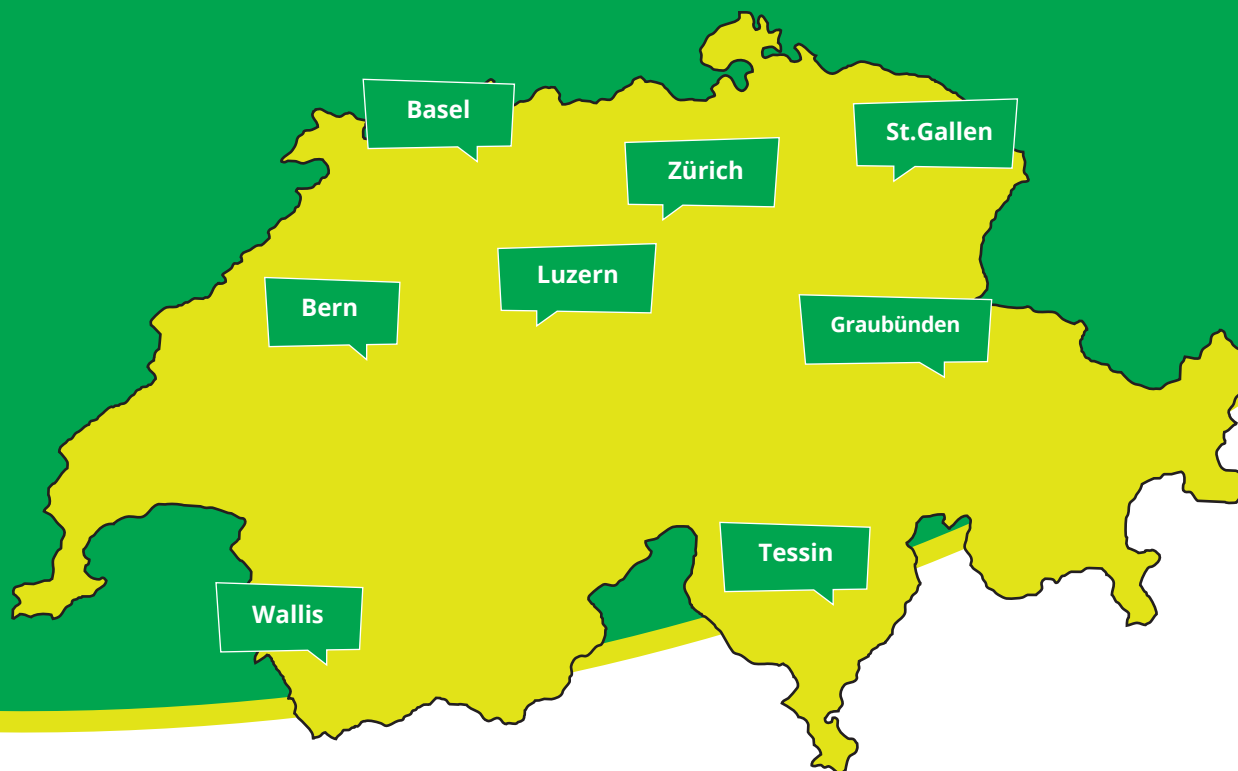 Basel
St.Gallen
Zürich
Luzern
Bern
Graubünden
Tessin
Wallis